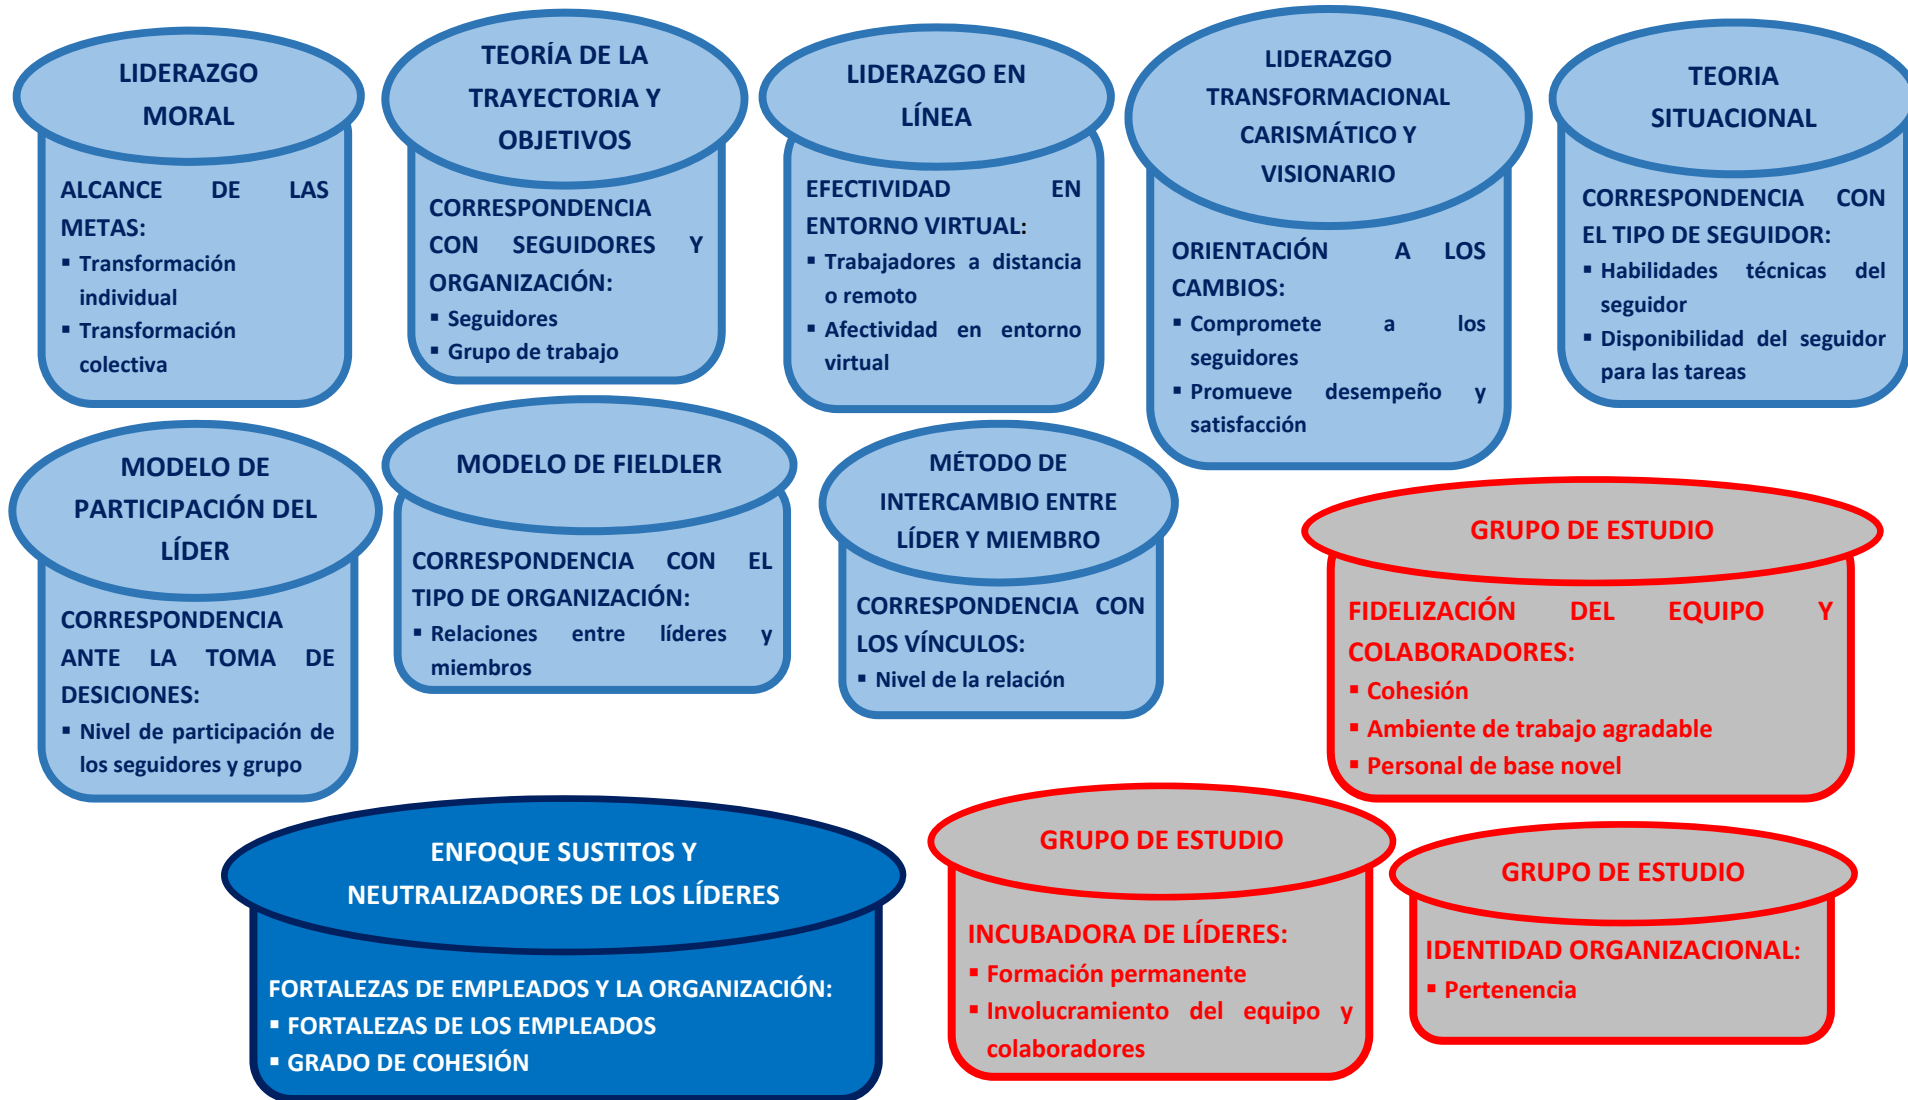 LIDERAZGO
MORAL
ALCANCE DE LAS
METAS:
▪ Transformación
individual
▪ Transformación
colectiva
TEORÍA DE LA
TRAYECTORIA Y
OBJETIVOS
CORRESPONDENCIA
CON SEGUIDORES Y
ORGANIZACIÓN:
▪ Seguidores
▪ Grupo de trabajo
LIDERAZGO EN
LÍNEA
EFECTIVIDAD EN
ENTORNO VIRTUAL:
▪ Trabajadores a distancia
o remoto
▪ Afectividad en entorno
virtual
LIDERAZGO
TRANSFORMACIONAL
CARISMÁTICO Y
VISIONARIO
ORIENTACIÓN A LOS
CAMBIOS:
▪ Compromete a los
seguidores
▪ Promueve desempeño y
satisfacción
TEORIA
SITUACIONAL
CORRESPONDENCIA CON
EL TIPO DE SEGUIDOR:
▪ Habilidades técnicas del
seguidor
▪ Disponibilidad del seguidor
para las tareas
MODELO DE
PARTICIPACIÓN DEL
LÍDER
CORRESPONDENCIA
ANTE LA TOMA DE
DESICIONES:
▪ Nivel de participación de
los seguidores y grupo
MODELO DE FIELDLER
CORRESPONDENCIA CON EL
TIPO DE ORGANIZACIÓN:
▪ Relaciones entre líderes y
miembros
MÉTODO DE
INTERCAMBIO ENTRE
LÍDER Y MIEMBRO
CORRESPONDENCIA CON
LOS VÍNCULOS:
▪ Nivel de la relación
GRUPO DE ESTUDIO
FIDELIZACIÓN DEL EQUIPO Y
COLABORADORES:
▪ Cohesión
▪ Ambiente de trabajo agradable
▪ Personal de base novel
ENFOQUE SUSTITOS Y
NEUTRALIZADORES DE LOS LÍDERES
FORTALEZAS DE EMPLEADOS Y LA ORGANIZACIÓN:
▪ FORTALEZAS DE LOS EMPLEADOS
▪ GRADO DE COHESIÓN
GRUPO DE ESTUDIO
INCUBADORA DE LÍDERES:
▪ Formación permanente
▪ Involucramiento del equipo y
colaboradores
GRUPO DE ESTUDIO
IDENTIDAD ORGANIZACIONAL:
▪ Pertenencia